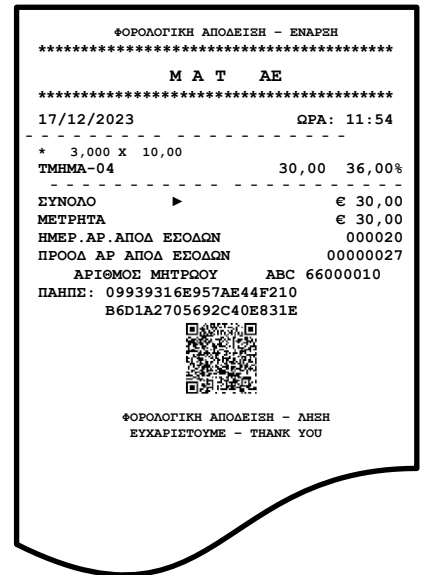 ΦΟΡΟΛΟΓΙΚΗ ΑΠΟΔΕΙΞΗ – ΕΝΑΡΞΗ
******************************************
Μ Α Τ ΑΕ
******************************************
17/12/2023 ΩΡΑ: 11:54
- - - - - - - - - - - - - - - - - - - -
* 3,000 X 10,00
ΤΜΗΜΑ-04 30,00 36,00%
- - - - - - - - - - - - - - - - - - - -
ΣΥΝΟΛΟ ► € 30,00
ΜΕΤΡΗΤΑ € 30,00
ΗΜΕΡ.ΑΡ.ΑΠΟΔ ΕΣΟΔΩΝ 000020
ΠΡΟΟΔ ΑΡ ΑΠΟΔ ΕΣΟΔΩΝ 00000027
ΑΡΙΘΜΟΣ ΜΗΤΡΩΟΥ ABC 66000010
ΠΑΗΠΣ: 09939316E957AE44F210
B6D1A2705692C40E831E
ΦΟΡΟΛΟΓΙΚΗ ΑΠΟΔΕΙΞΗ – ΛΗΞΗ
ΕΥΧΑΡΙΣΤΟΥΜΕ – THANK YOU